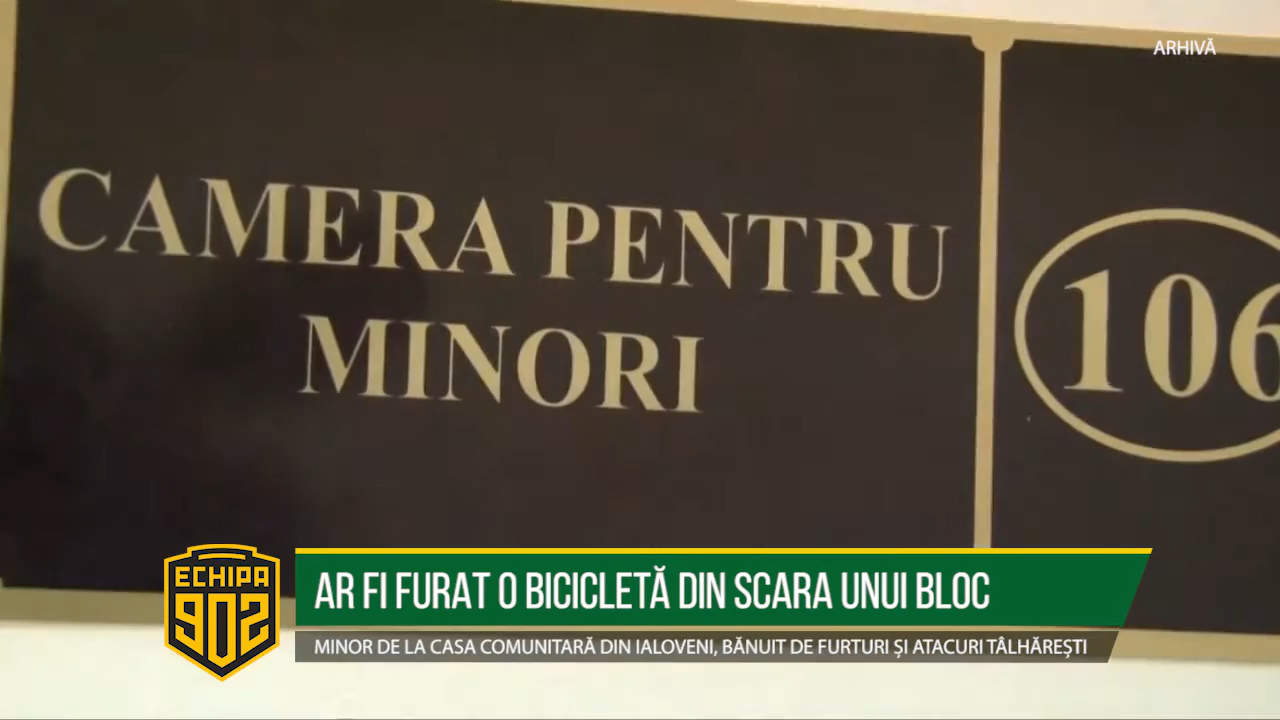 ARHIVĂ
CAMERA PENTRU
MINORI
106
ECHIPA
902
AR FI FURAT O BICICLETĂ DIN SCARA UNUI BLOC
MINOR DE LA CASA COMUNITARĂ DIN IALOVENI, BĂNUIT DE FURTURI ȘI ATACURI TÂLHĂREȘTI